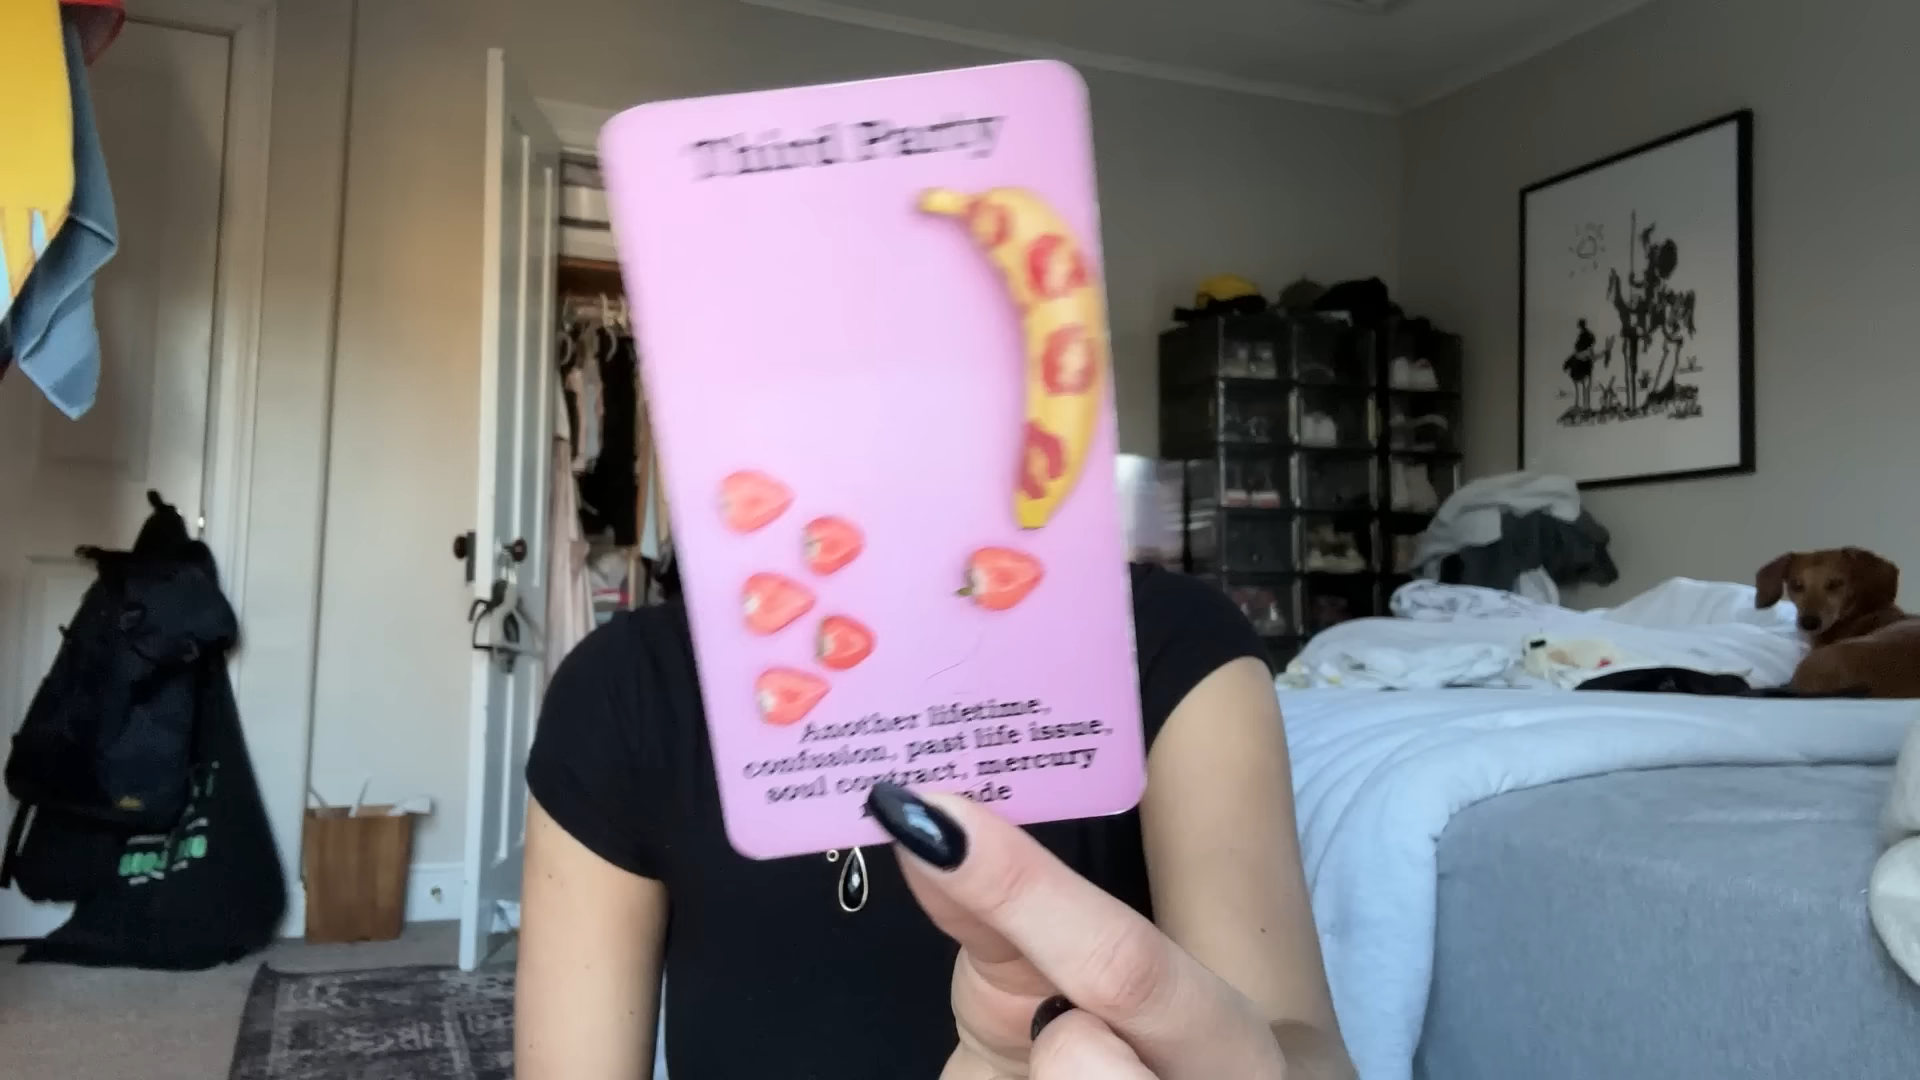 Third Party
Another lifetime,
confusion, past life issue,
soul contract, mercury